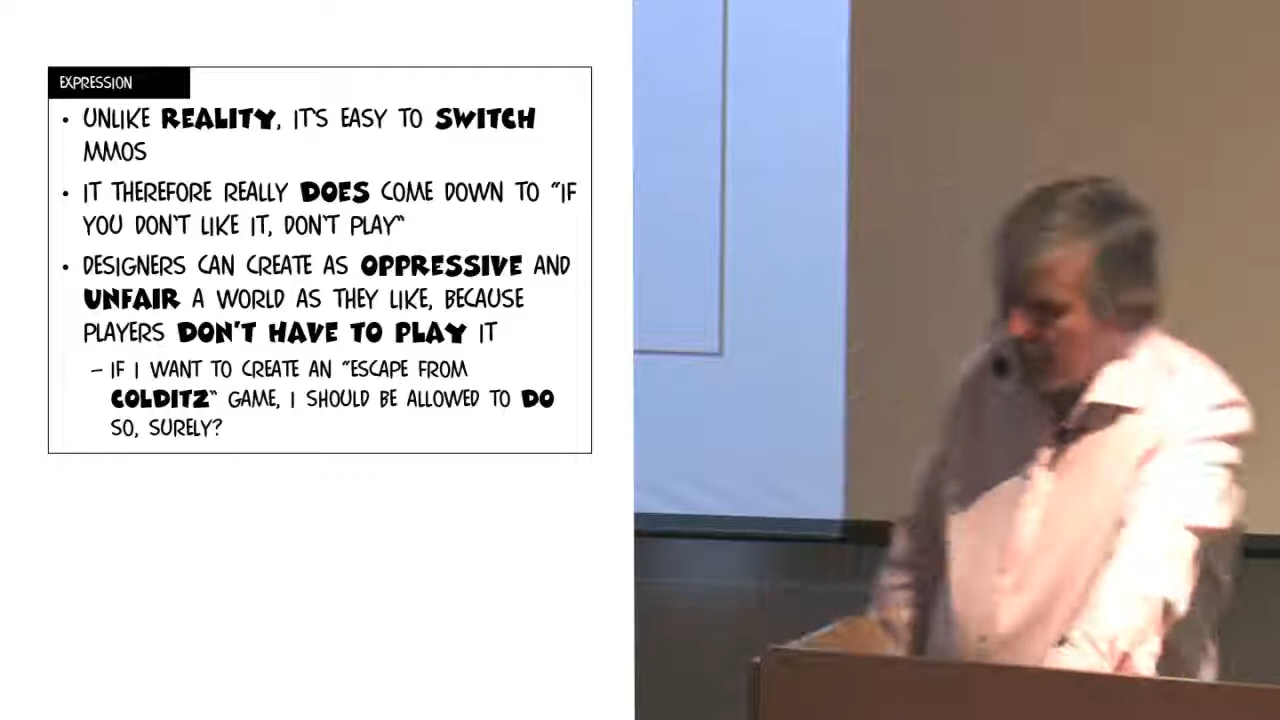 EXPRESSION
• UNLIKE REALITY, IT'S EASY TO SWITCH
MMOS
• IT THEREFORE REALLY DOES COME DOWN TO "IF
YOU DON'T LIKE IT, DON'T PLAY"
• DESIGNERS CAN CREATE AS OPPRESSIVE AND
UNFAIR A WORLD AS THEY LIKE, BECAUSE
PLAYERS DON'T HAVE TO PLAY IT
– IF I WANT TO CREATE AN "ESCAPE FROM
COLDITZ" GAME, I SHOULD BE ALLOWED TO DO
SO, SURELY?